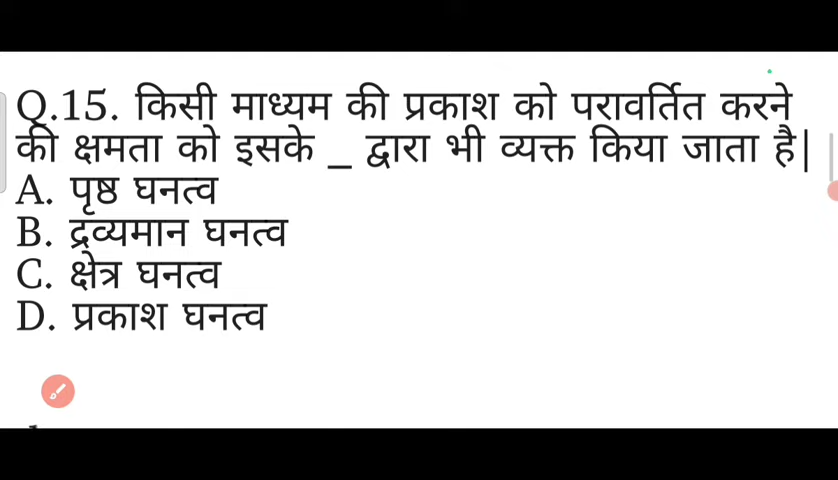 Q.15. किसी माध्यम की प्रकाश को परावर्तित करने
की क्षमता को इसके _ द्वारा भी व्यक्त किया जाता है|
A. पृष्ठ घनत्व
B. द्रव्यमान घनत्व
C. क्षेत्र घनत्व
D. प्रकाश घनत्व